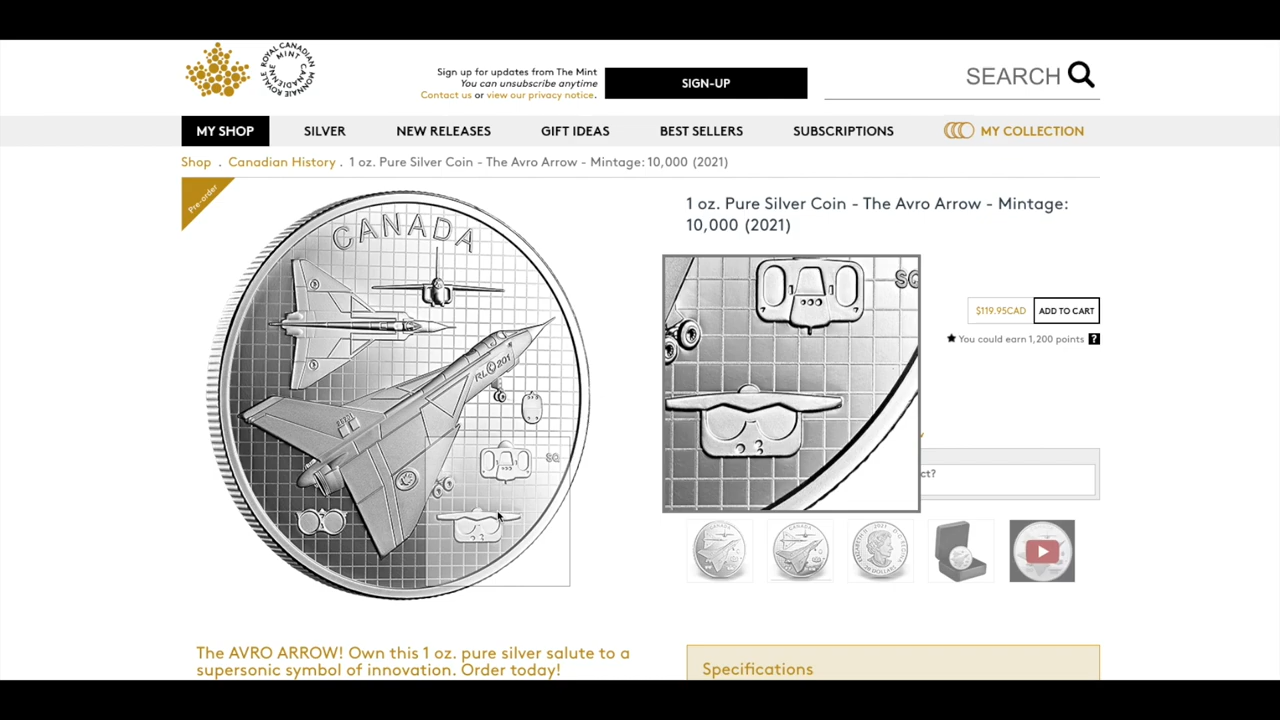 ROYAL CANADIAN MINT
MONNAIE ROYALE CANADIENNE
Sign up for updates from The Mint
You can unsubscribe anytime
Contact us or view our privacy notice.
SIGN-UP
SEARCH
MY SHOP
SILVER
NEW RELEASES
GIFT IDEAS
BEST SELLERS
SUBSCRIPTIONS
MY COLLECTION
Shop . Canadian History . 1 oz. Pure Silver Coin - The Avro Arrow - Mintage: 10,000 (2021)
Pre-order
CANADA
RL 201
SQ
1 oz. Pure Silver Coin - The Avro Arrow - Mintage:
10,000 (2021)
SQ
$119.95CAD
ADD TO CART
You could earn 1,200 points ?
ct?
The AVRO ARROW! Own this 1 oz. pure silver salute to a
supersonic symbol of innovation. Order today!
Specifications